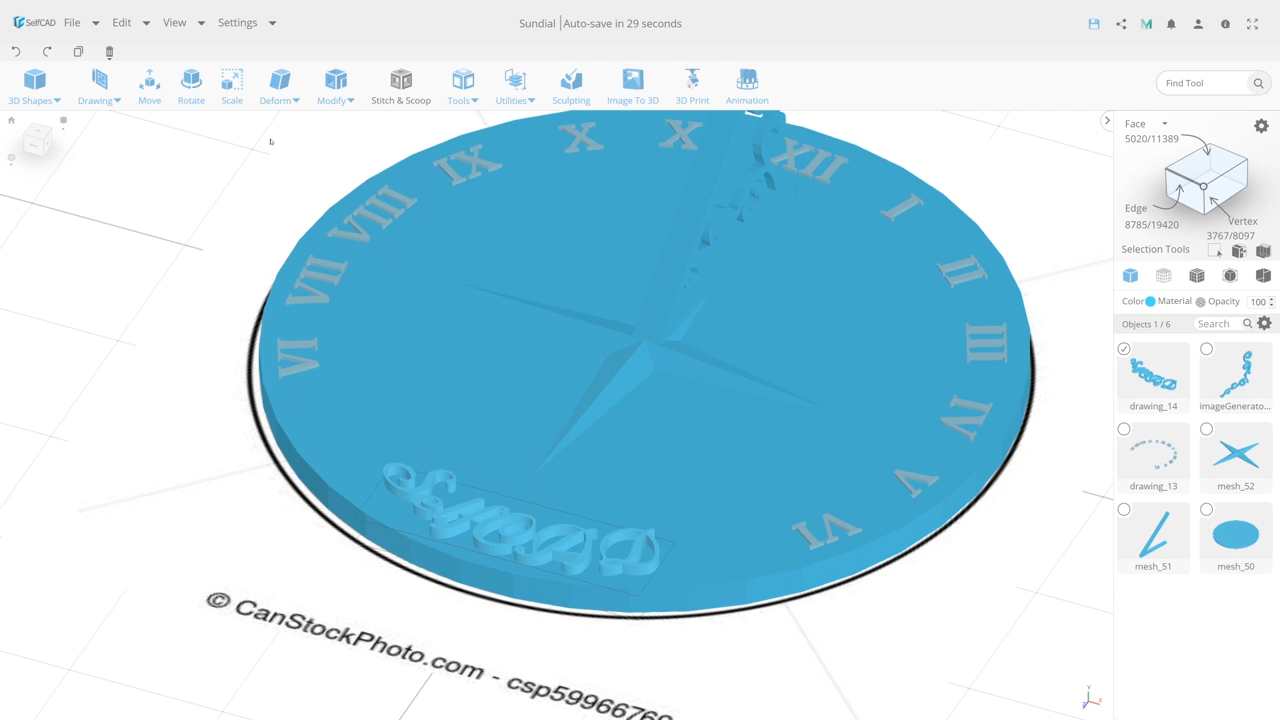 SELFCAD File Edit View Settings Sundial Auto-save in 29 seconds
3D Shapes Drawing Move Rotate Scale Deform Modify Stitch & Scoop Tools Utilities Sculpting Image To 3D 3D Print Animation Find Tool
Face
5020/11389
Edge
8785/19420
Vertex
3767/8097
Selection Tools
Color Material Opacity 100
Objects 1 / 6 Search
drawing_14 imageGenerato...
drawing_13 mesh_52
mesh_51 mesh_50
X X XII
IX I
VIII
VII II
VI III
IV
V
VI
Sundial
© CanStockPhoto.com - csp59966760